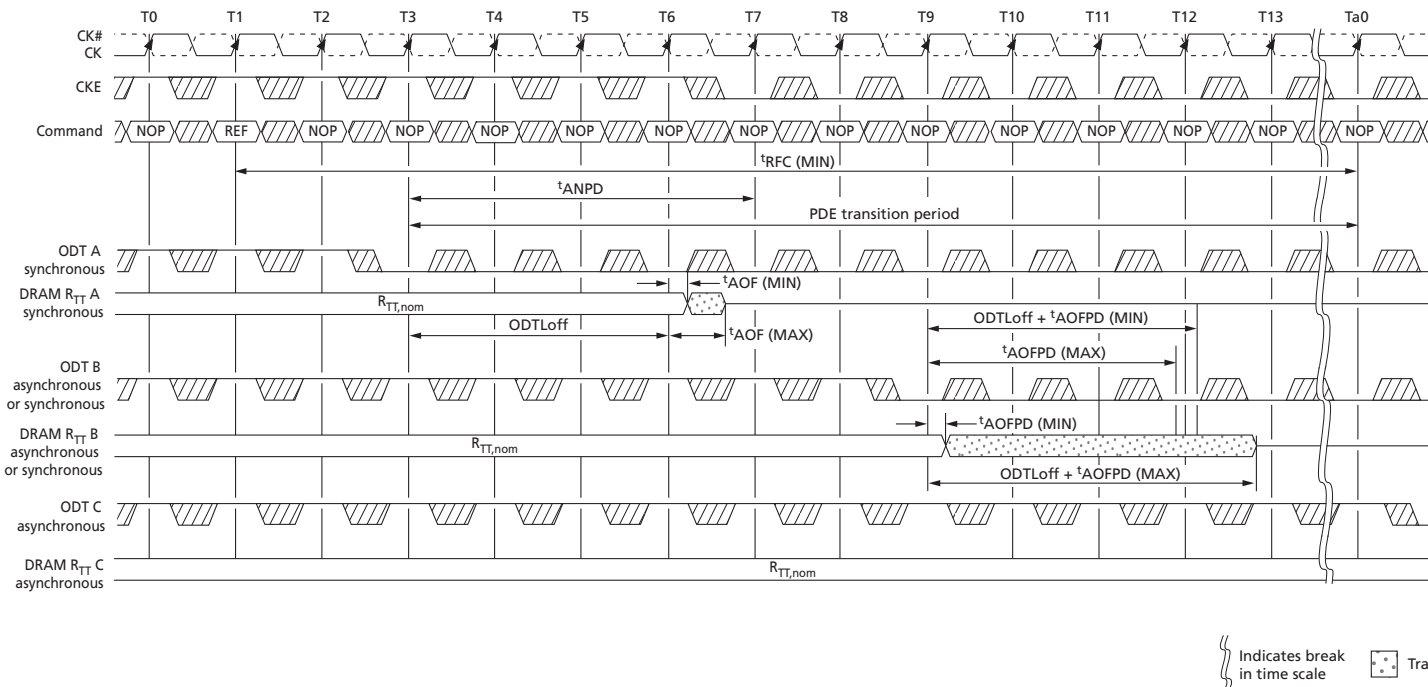 T0 T1 T2 T3 T4 T5 T6 T7 T8 T9 T10 T11 T12 T13 Ta0
CK#
CK
CKE
Command NOP REF NOP NOP NOP NOP NOP NOP NOP NOP NOP NOP NOP NOP NOP
tRFC (MIN)
tANPD
PDE transition period
ODT A
synchronous
tAOF (MIN)
DRAM RTT A
synchronous
RTT,nom
ODTLoff + tAOFPD (MIN)
ODTLoff
tAOF (MAX)
tAOFPD (MAX)
ODT B
asynchronous
or synchronous
tAOFPD (MIN)
DRAM RTT B
asynchronous
or synchronous
RTT,nom
ODTLoff + tAOFPD (MAX)
ODT C
asynchronous
DRAM RTT C
asynchronous
RTT,nom
Indicates break
in time scale
Tra